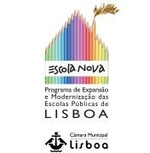 ESCOLA NOVA
Programa de Expansão
e Modernização das
Escolas Públicas de
LISBOA
Câmara Municipal
Lisboa